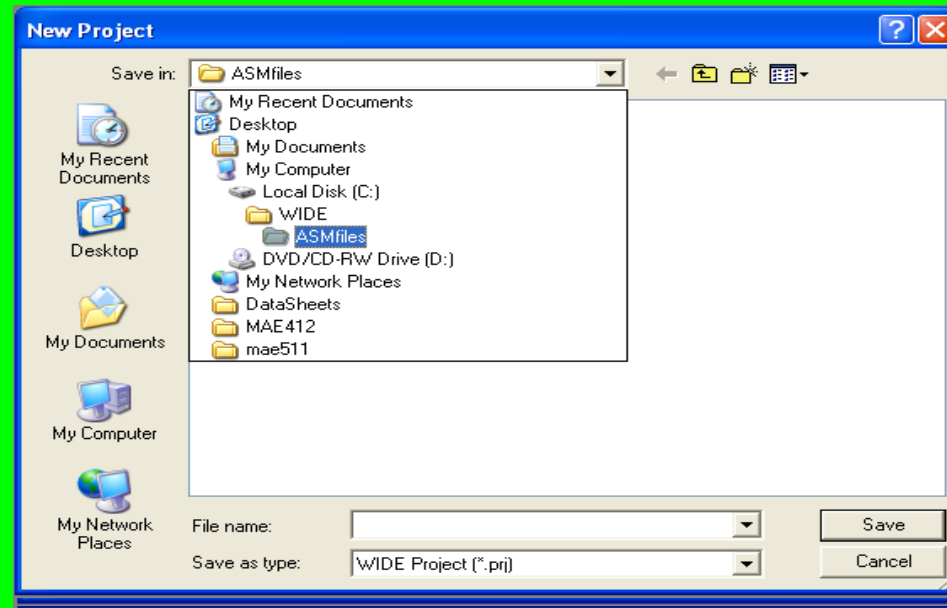 New Project
Save in: ASMfiles
My Recent Documents
Desktop
My Documents
My Computer
Local Disk (C:)
WIDE
ASMfiles
DVD/CD-RW Drive (D:)
My Network Places
DataSheets
MAE412
mae511
My Recent
Documents
Desktop
My Documents
My Computer
My Network
Places
File name:
Save
Save as type: WIDE Project (*.prj)
Cancel